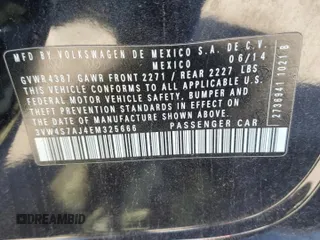 MFD BY VOLKSWAGEN DE MEXICO S.A. DE C.V.
MEXICO 06/14
GVWR 4387 GAWR FRONT 2271 / REAR 2227 LBS
THIS VEHICLE CONFORMS TO ALL APPLICABLE U.S.
FEDERAL MOTOR VEHICLE SAFETY, BUMPER AND
THEFT PREVENTION STANDARDS IN EFFECT ON THE
DATE OF MANUFACTURE SHOWN ABOVE.
3VW4S7AJ4EM325666 PASSENGER CAR
2736941 1021 B
DREAMBID